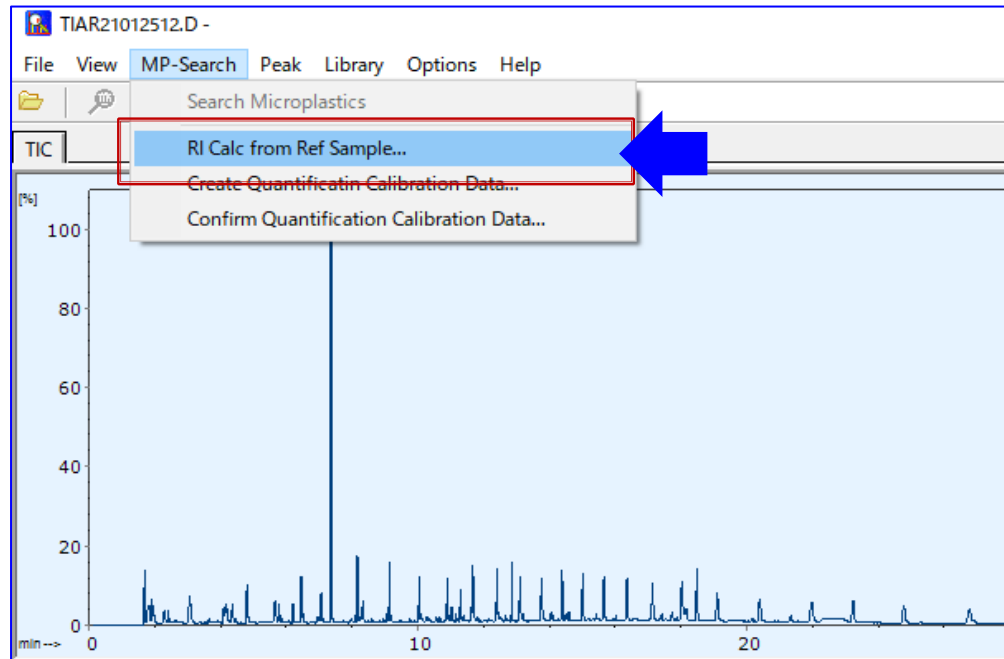 TIAR21012512.D -
File View MP-Search Peak Library Options Help
Search Microplastics
TIC
RI Calc from Ref Sample...
Create Quantificatin Calibration Data...
Confirm Quantification Calibration Data...
[%]
100
80
60
40
20
0
min --> 0 10 20